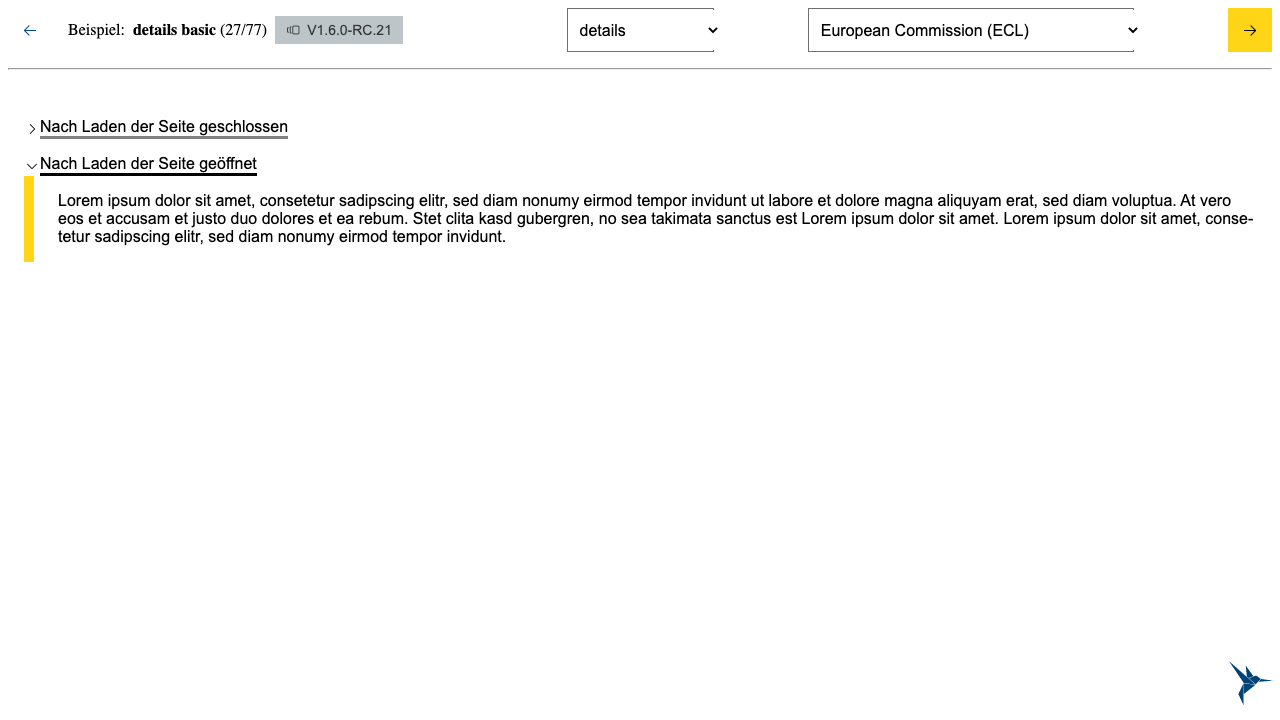 Beispiel: details basic (27/77) V1.6.0-RC.21 details European Commission (ECL)
Nach Laden der Seite geschlossen
Nach Laden der Seite geöffnet
Lorem ipsum dolor sit amet, consetetur sadipscing elitr, sed diam nonumy eirmod tempor invidunt ut labore et dolore magna aliquyam erat, sed diam voluptua. At vero
eos et accusam et justo duo dolores et ea rebum. Stet clita kasd gubergren, no sea takimata sanctus est Lorem ipsum dolor sit amet. Lorem ipsum dolor sit amet, conse-
tetur sadipscing elitr, sed diam nonumy eirmod tempor invidunt.